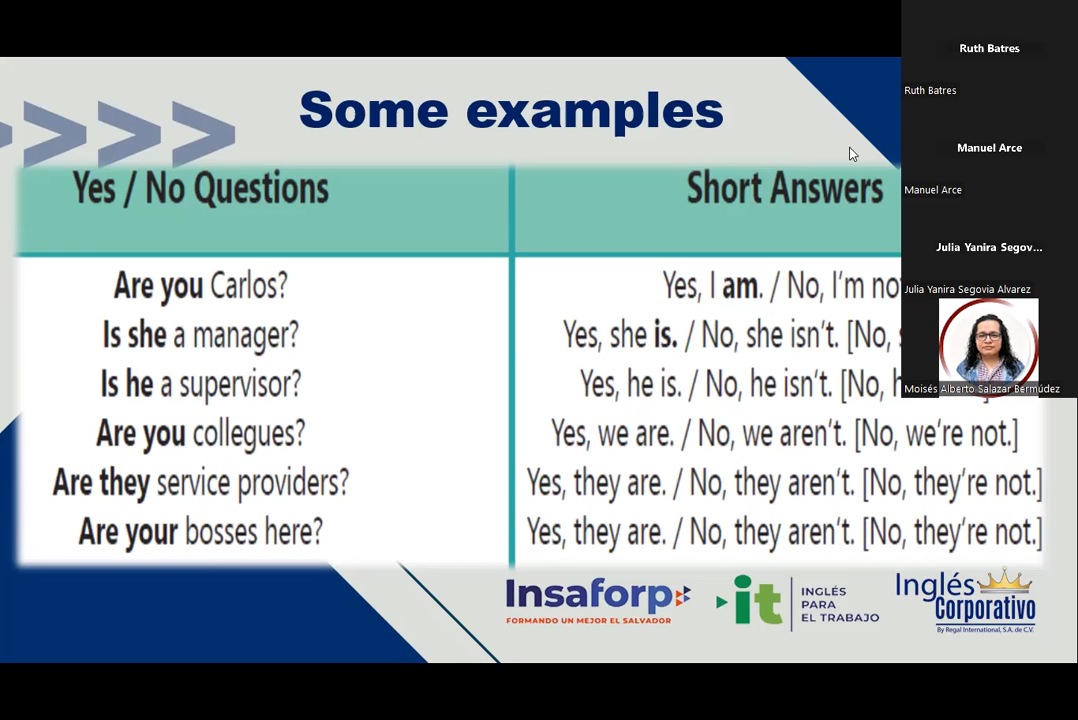 Some examples
Yes / No Questions
Short Answers
Are you Carlos?
Yes, I am. / No, I'm no
Is she a manager?
Yes, she is. / No, she isn't. [No,
Is he a supervisor?
Yes, he is. / No, he isn't. [No,
Are you collegues?
Yes, we are. / No, we aren't. [No, we're not.]
Are they service providers?
Yes, they are. / No, they aren't. [No, they're not.]
Are your bosses here?
Yes, they are. / No, they aren't. [No, they're not.]
Insaforp
FORMANDO UN MEJOR EL SALVADOR
it
INGLÉS
PARA
EL TRABAJO
Inglés
Corporativo
By Regal International, S.A. de C.V.
Ruth Batres
Ruth Batres
Manuel Arce
Manuel Arce
Julia Yanira Segov...
Julia Yanira Segovia Alvarez
Moisés Alberto Salazar Bermúdez